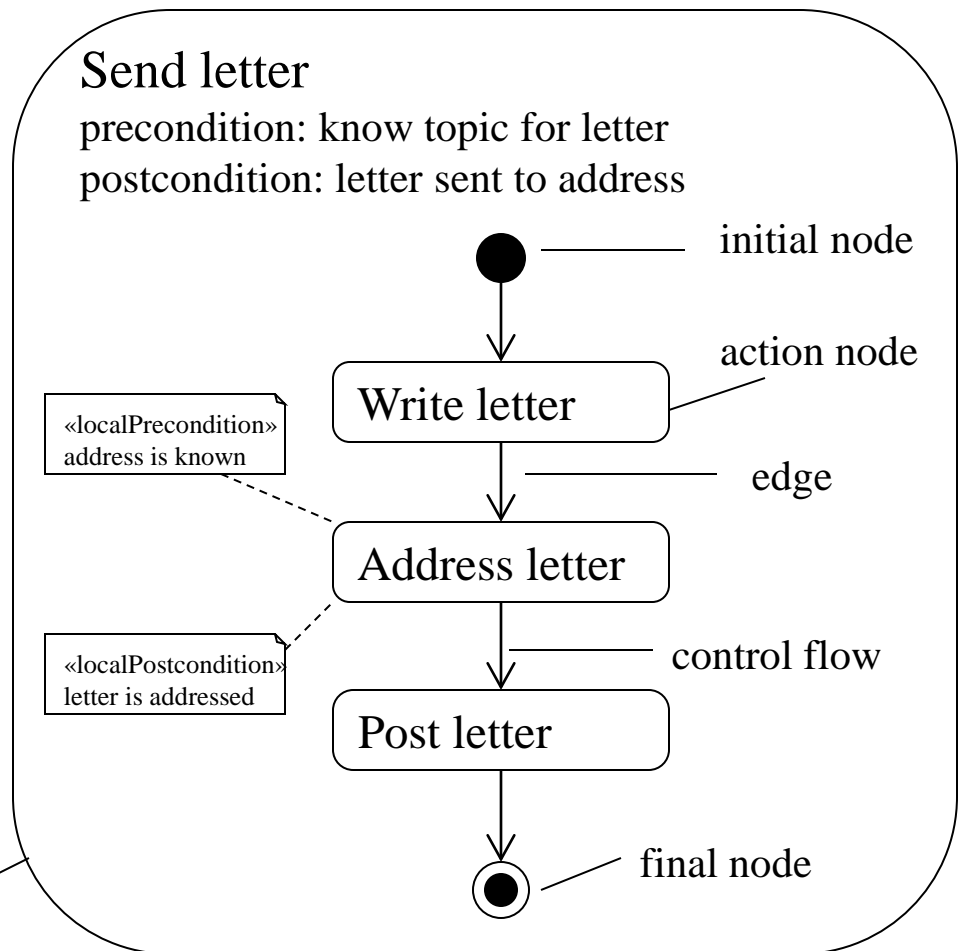 Send letter
precondition: know topic for letter
postcondition: letter sent to address
initial node
action node
Write letter
«localPrecondition»
address is known
edge
Address letter
«localPostcondition»
letter is addressed
control flow
Post letter
final node